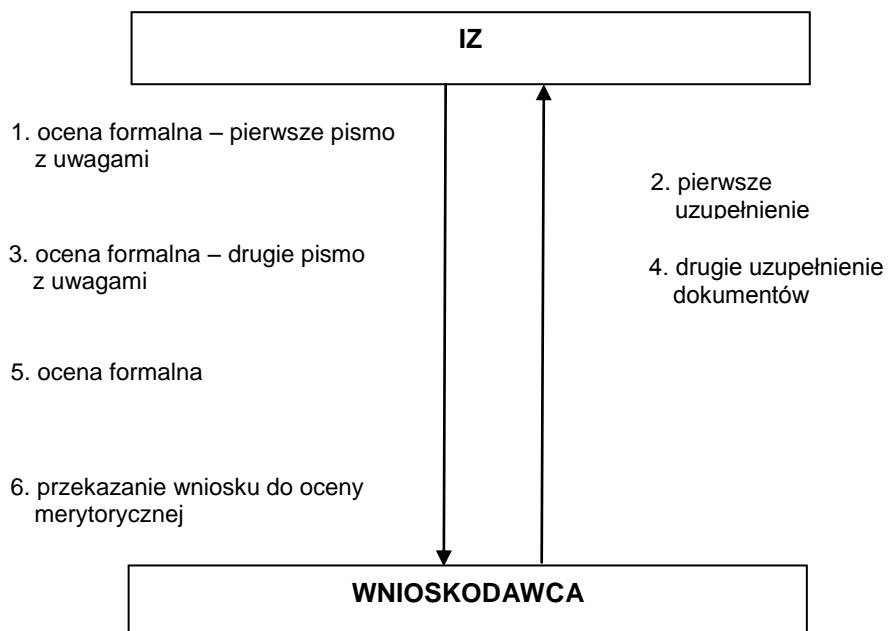 IZ
1. ocena formalna – pierwsze pismo
z uwagami
2. pierwsze
uzupełnienie
3. ocena formalna – drugie pismo
z uwagami
4. drugie uzupełnienie
dokumentów
5. ocena formalna
6. przekazanie wniosku do oceny
merytorycznej
WNIOSKODAWCA